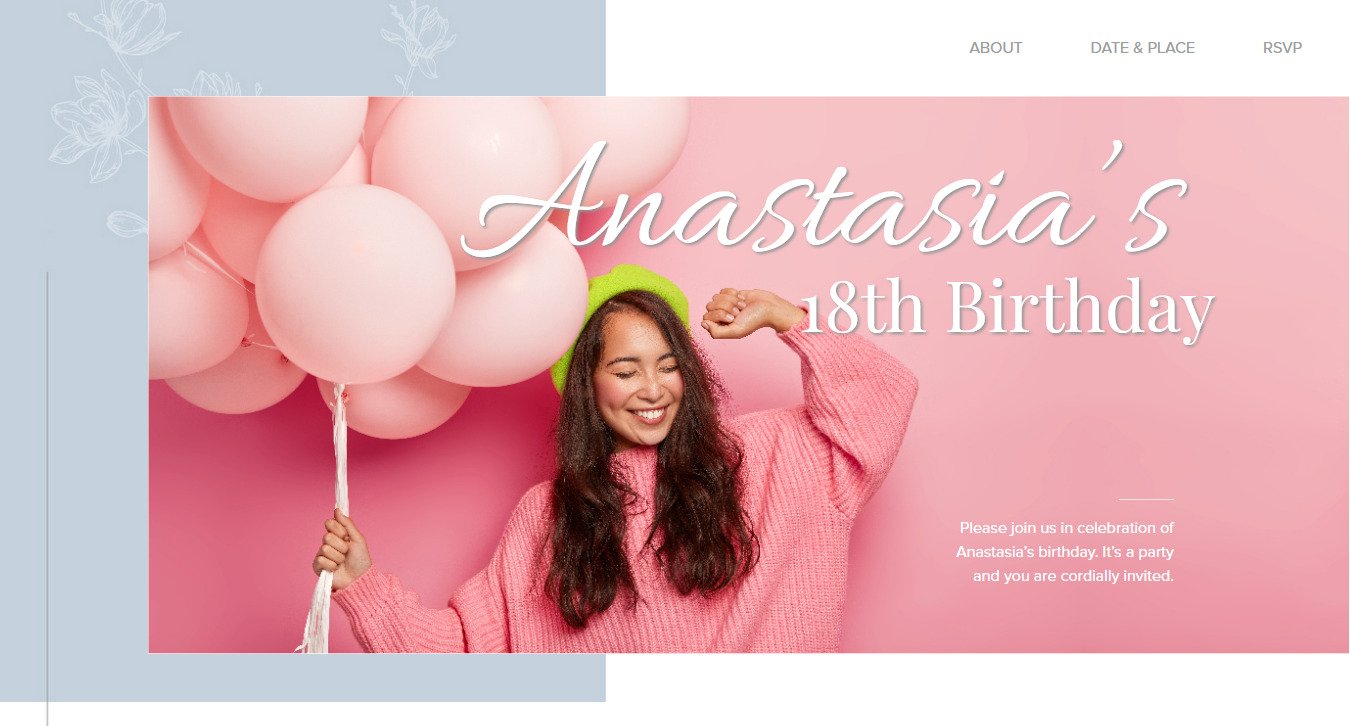 ABOUT DATE & PLACE RSVP
Anastasia’s
18th Birthday
Please join us in celebration of
Anastasia’s birthday. It’s a party
and you are cordially invited.